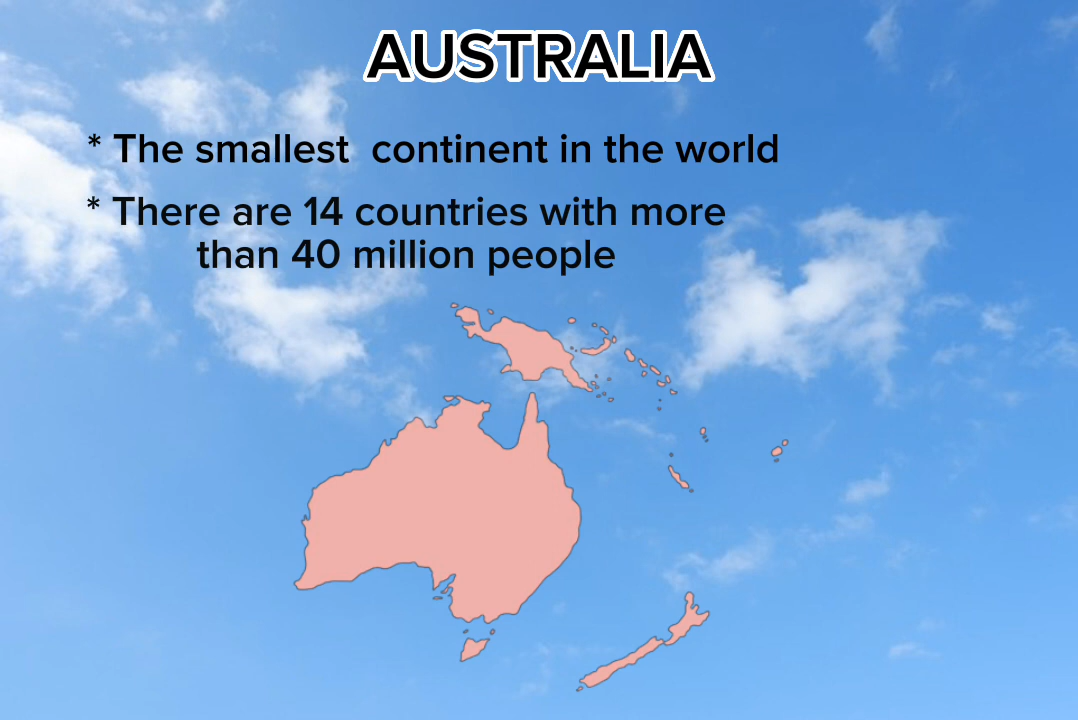 AUSTRALIA
* The smallest continent in the world
* There are 14 countries with more
than 40 million people